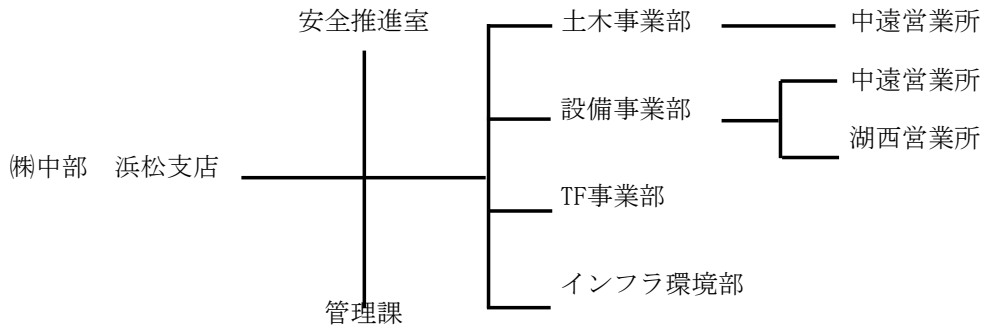 安全推進室
土木事業部
中遠営業所
設備事業部
中遠営業所
湖西営業所
㈱中部　浜松支店
TF事業部
インフラ環境部
管理課